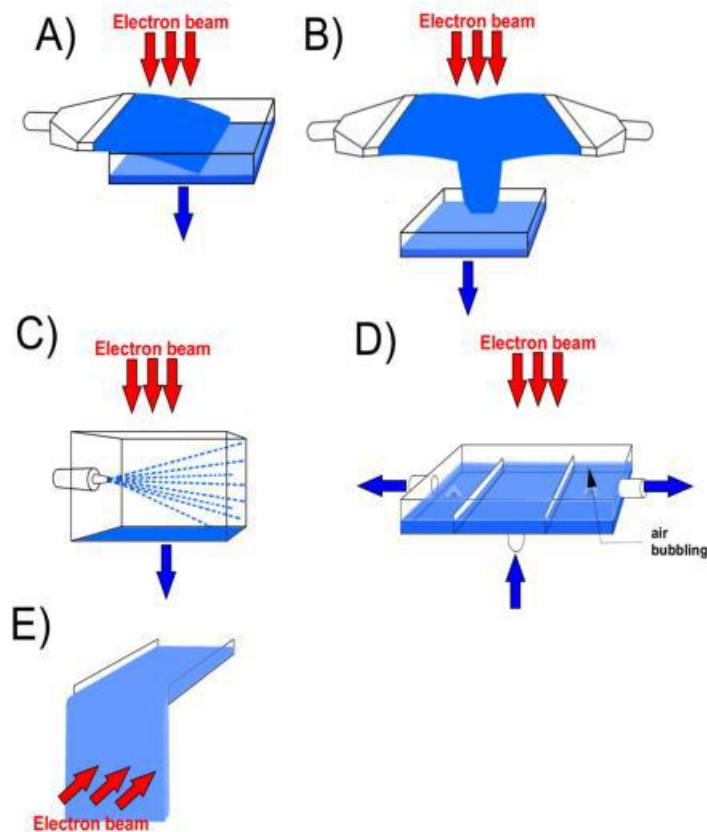 A)
Electron beam
B)
Electron beam
C)
Electron beam
D)
Electron beam
air
bubbling
E)
Electron beam